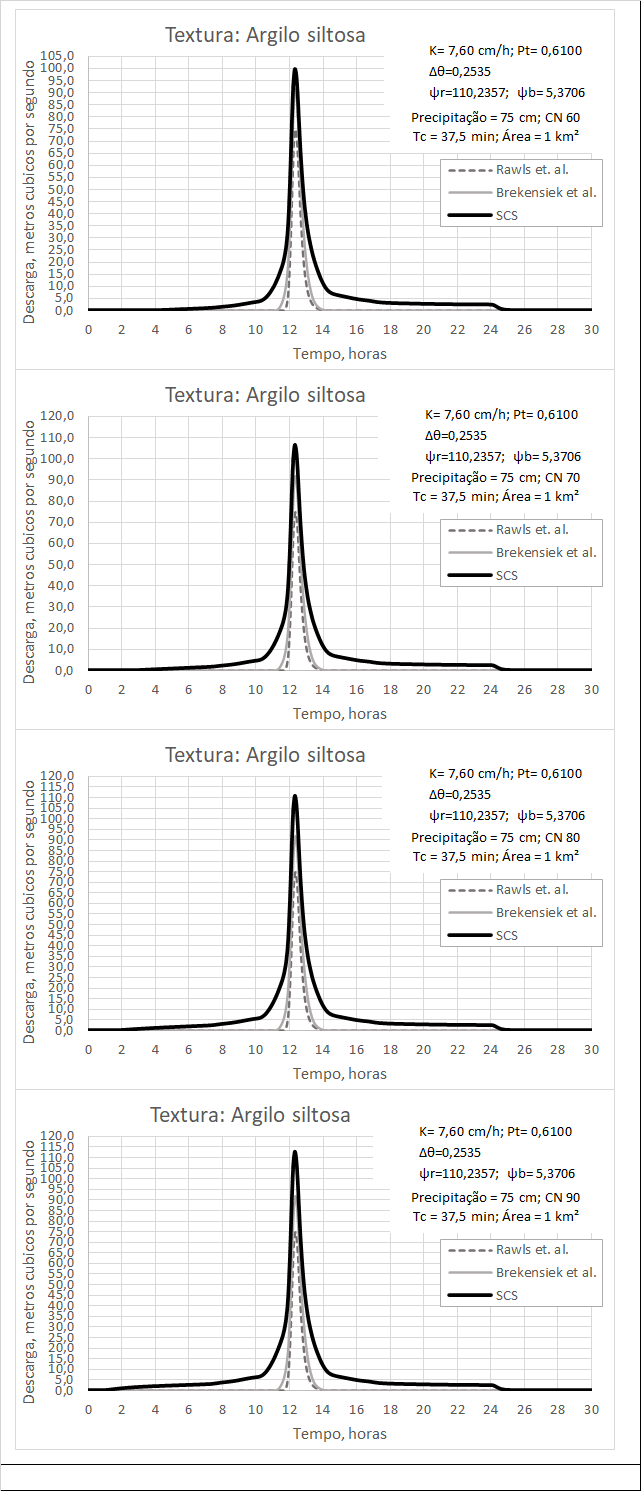 Textura: Argilo siltosa
K= 7,60 cm/h; Pt= 0,6100
Δθ=0,2535
ψr=110,2357; ψb= 5,3706
Precipitação = 75 cm; CN 60
Tc = 37,5 min; Área = 1 km²
Rawls et. al.
Brekensiek et al.
SCS
Descarga, metros cubicos por segundo
105,0
100,0
95,0
90,0
85,0
80,0
75,0
70,0
65,0
60,0
55,0
50,0
45,0
40,0
35,0
30,0
25,0
20,0
15,0
10,0
5,0
0,0
0 2 4 6 8 10 12 14 16 18 20 22 24 26 28 30
Tempo, horas
Textura: Argilo siltosa
K= 7,60 cm/h; Pt= 0,6100
Δθ=0,2535
ψr=110,2357; ψb= 5,3706
Precipitação = 75 cm; CN 70
Tc = 37,5 min; Área = 1 km²
Rawls et. al.
Brekensiek et al.
SCS
Descarga, metros cubicos por segundo
120,0
110,0
100,0
90,0
80,0
70,0
60,0
50,0
40,0
30,0
20,0
10,0
0,0
0 2 4 6 8 10 12 14 16 18 20 22 24 26 28 30
Tempo, horas
Textura: Argilo siltosa
K= 7,60 cm/h; Pt= 0,6100
Δθ=0,2535
ψr=110,2357; ψb= 5,3706
Precipitação = 75 cm; CN 80
Tc = 37,5 min; Área = 1 km²
Rawls et. al.
Brekensiek et al.
SCS
Descarga, metros cubicos por segundo
120,0
115,0
110,0
105,0
100,0
95,0
90,0
85,0
80,0
75,0
70,0
65,0
60,0
55,0
50,0
45,0
40,0
35,0
30,0
25,0
20,0
15,0
10,0
5,0
0,0
0 2 4 6 8 10 12 14 16 18 20 22 24 26 28 30
Tempo, horas
Textura: Argilo siltosa
K= 7,60 cm/h; Pt= 0,6100
Δθ=0,2535
ψr=110,2357; ψb= 5,3706
Precipitação = 75 cm; CN 90
Tc = 37,5 min; Área = 1 km²
Rawls et. al.
Brekensiek et al.
SCS
Descarga, metros cubicos por segundo
120,0
115,0
110,0
105,0
100,0
95,0
90,0
85,0
80,0
75,0
70,0
65,0
60,0
55,0
50,0
45,0
40,0
35,0
30,0
25,0
20,0
15,0
10,0
5,0
0,0
0 2 4 6 8 10 12 14 16 18 20 22 24 26 28 30
Tempo, horas